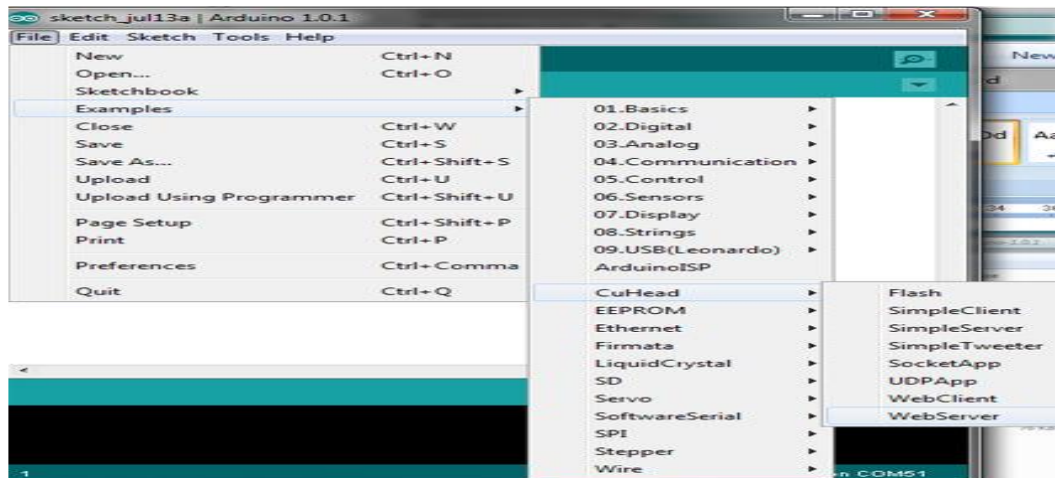 sketch_jul13a | Arduino 1.0.1
File Edit Sketch Tools Help
New Ctrl+N
Open... Ctrl+O
Sketchbook
Examples
Close Ctrl+W
Save Ctrl+S
Save As... Ctrl+Shift+S
Upload Ctrl+U
Upload Using Programmer Ctrl+Shift+U
Page Setup Ctrl+Shift+P
Print Ctrl+P
Preferences Ctrl+Comma
Quit Ctrl+Q
01.Basics
02.Digital
03.Analog
04.Communication
05.Control
06.Sensors
07.Display
08.Strings
09.USB(Leonardo)
ArduinoISP
CuHead
EEPROM
Ethernet
Firmata
LiquidCrystal
SD
Servo
SoftwareSerial
SPI
Stepper
Wire
Flash
SimpleClient
SimpleServer
SimpleTweeter
SocketApp
UDPApp
WebClient
WebServer
New
1
on COM51